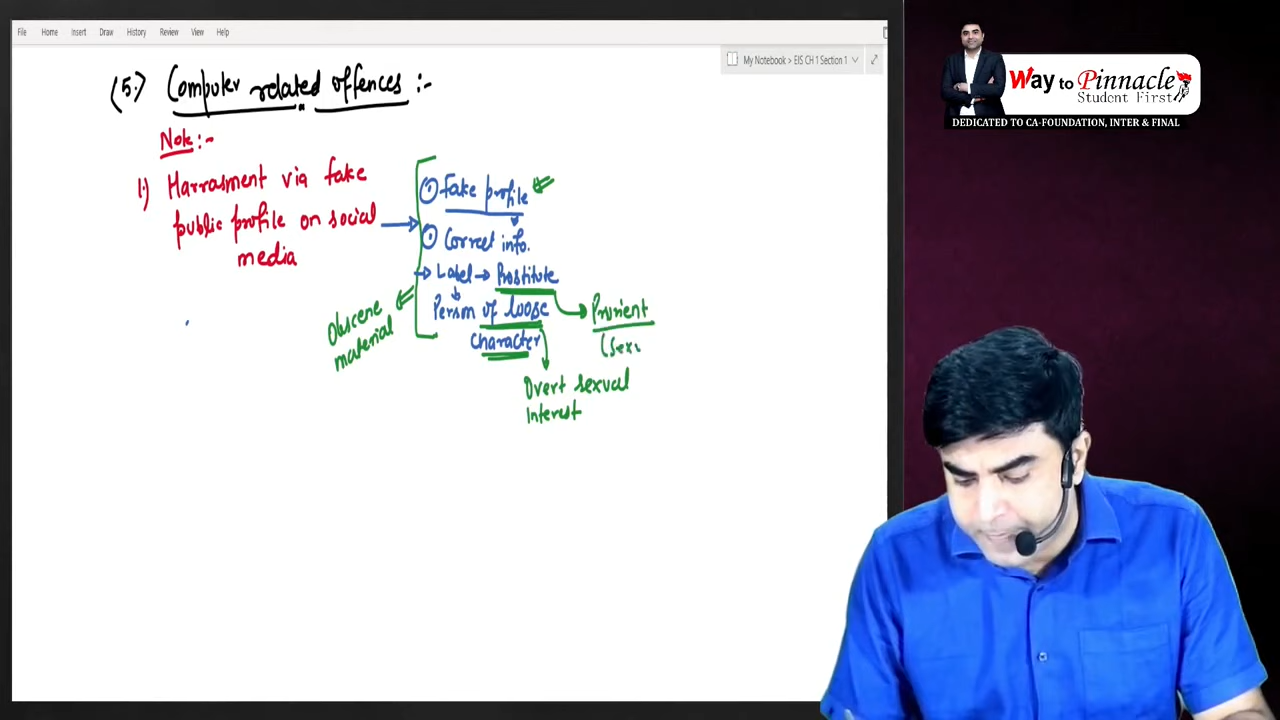 File Home Insert Draw History Review View Help
My Notebook > EIS CH 1 Section 1
Way to Pinnacle
Student First
DEDICATED TO CA-FOUNDATION, INTER & FINAL
(5.) Computer related offences :-
Note :-
1.) Harrasment via fake
public profile on social
media
Fake profile
Correct info.
Label → Prostitute
Person of loose
character
Obscene
material
Prurient
(Sex
Overt sexual
Interest